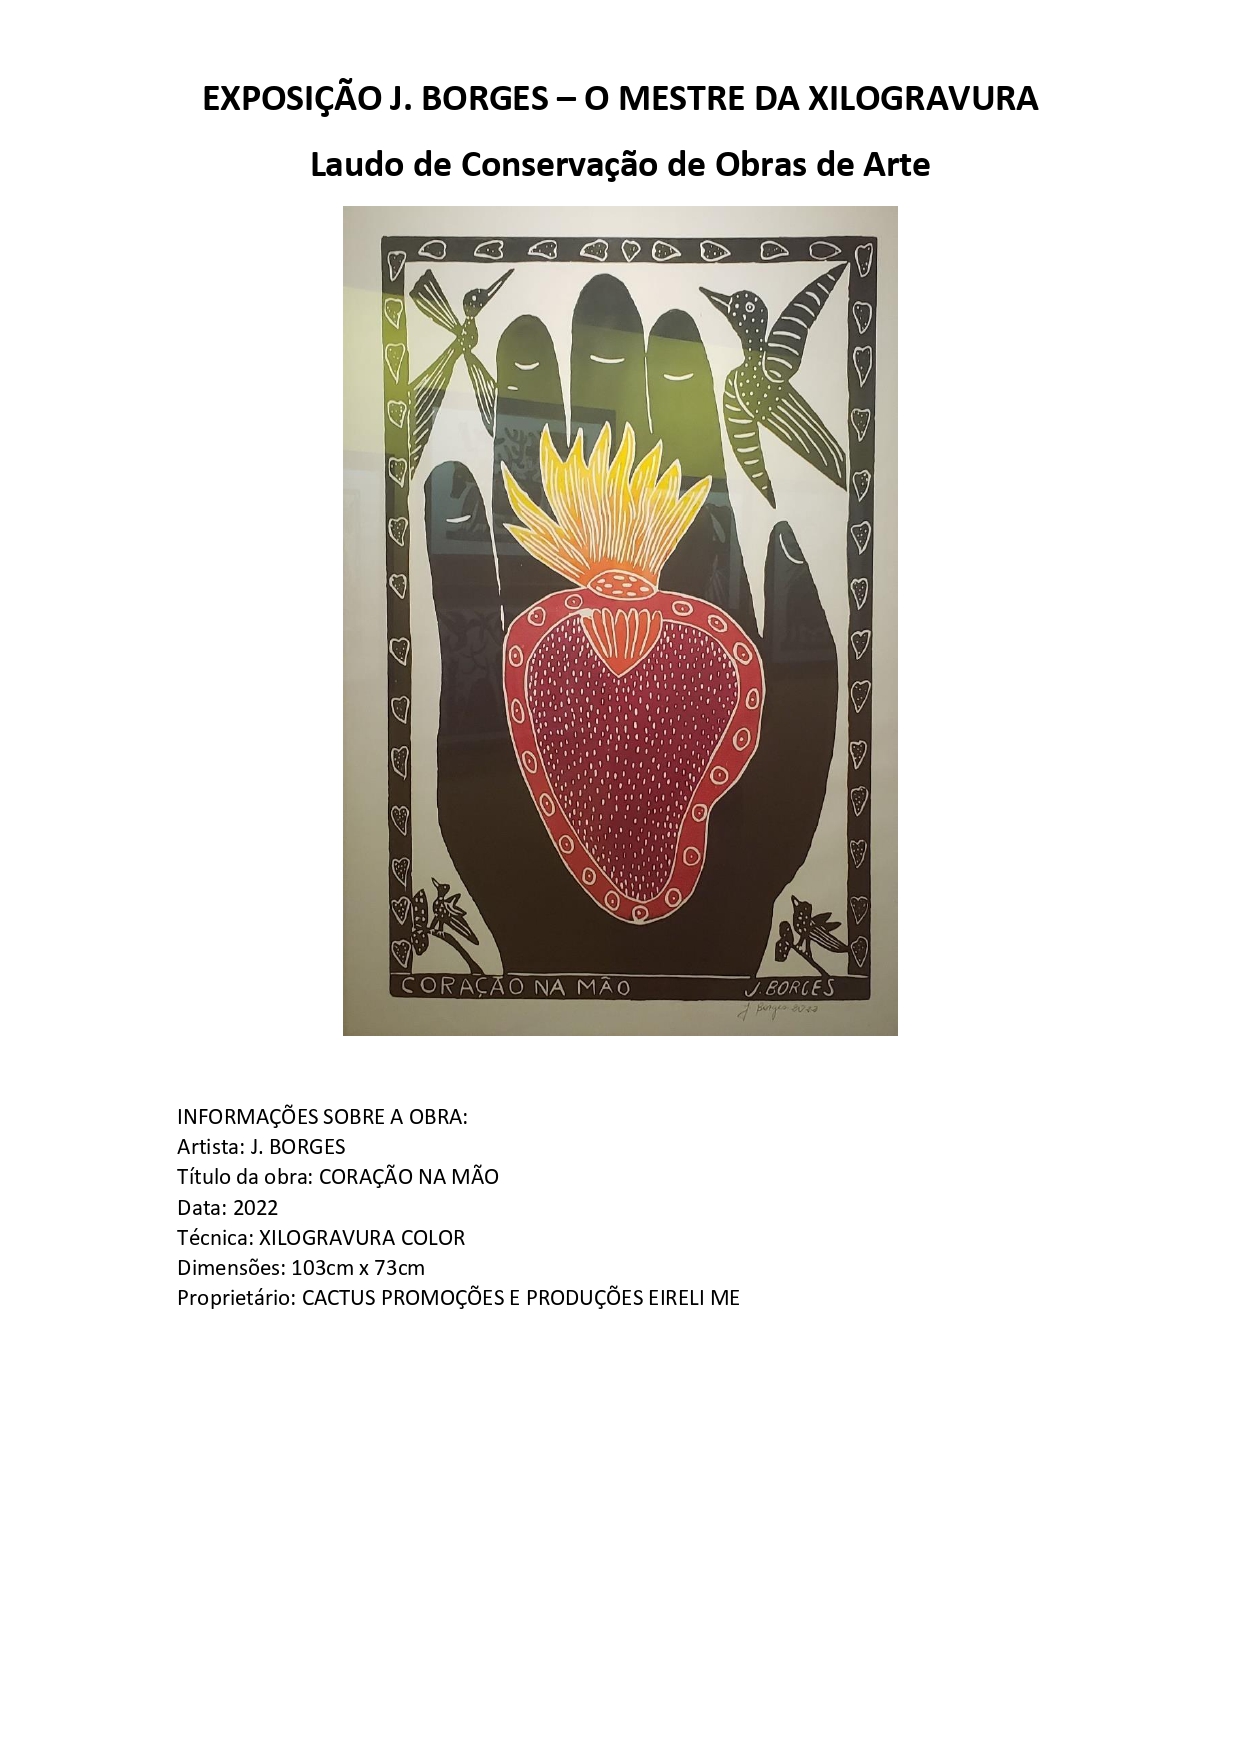 EXPOSIÇÃO J. BORGES – O MESTRE DA XILOGRAVURA
Laudo de Conservação de Obras de Arte
CORAÇÃO NA MÃO J. BORGES
J Borges 2022
INFORMAÇÕES SOBRE A OBRA:
Artista: J. BORGES
Título da obra: CORAÇÃO NA MÃO
Data: 2022
Técnica: XILOGRAVURA COLOR
Dimensões: 103cm x 73cm
Proprietário: CACTUS PROMOÇÕES E PRODUÇÕES EIRELI ME